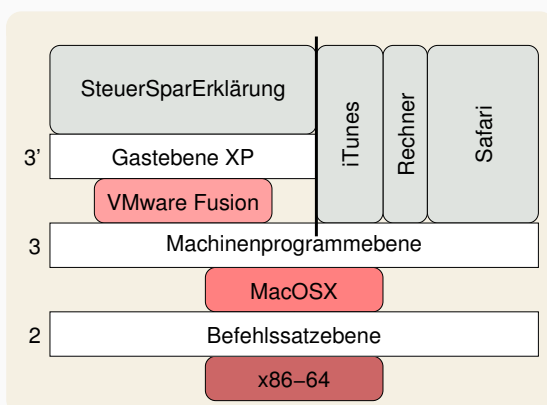 SteuerSparErklärung
iTunes
Rechner
Safari
3’ Gastebene XP
VMware Fusion
3 Machinenprogrammebene
MacOSX
2 Befehlssatzebene
x86−64